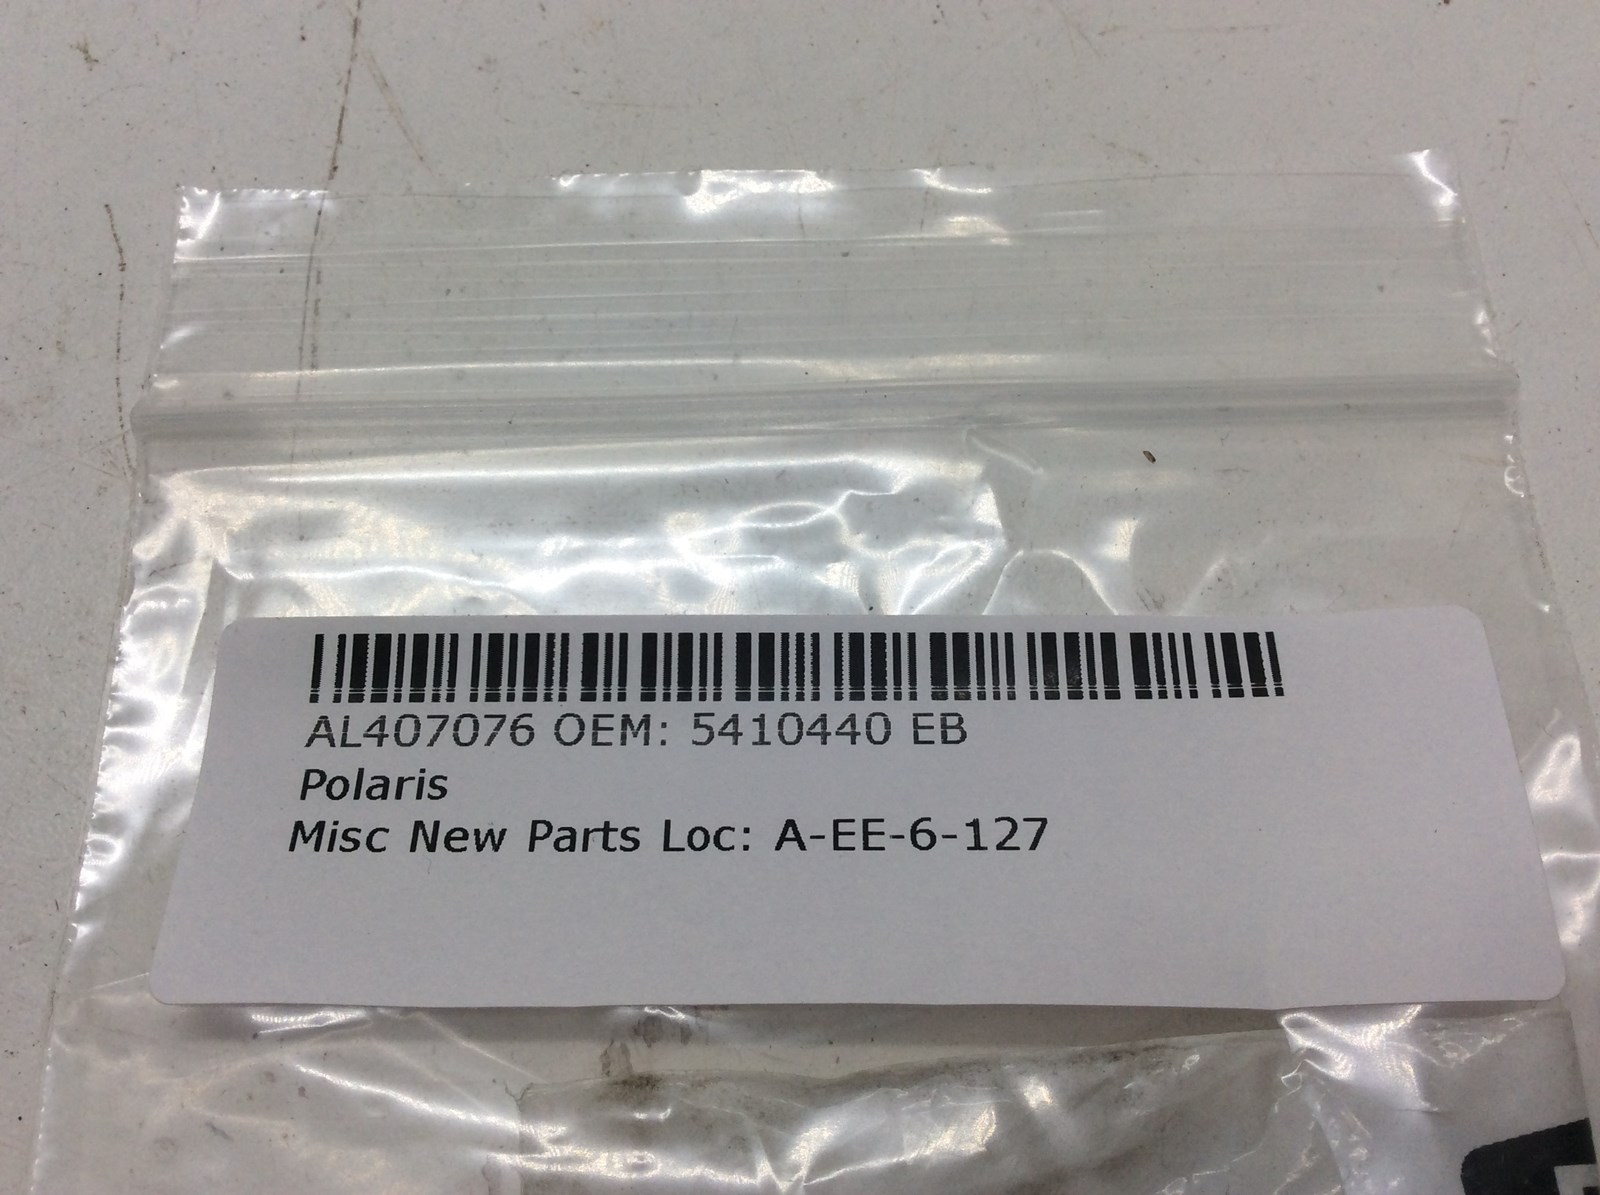 AL407076 OEM: 5410440 EB
Polaris
Misc New Parts Loc: A-EE-6-127